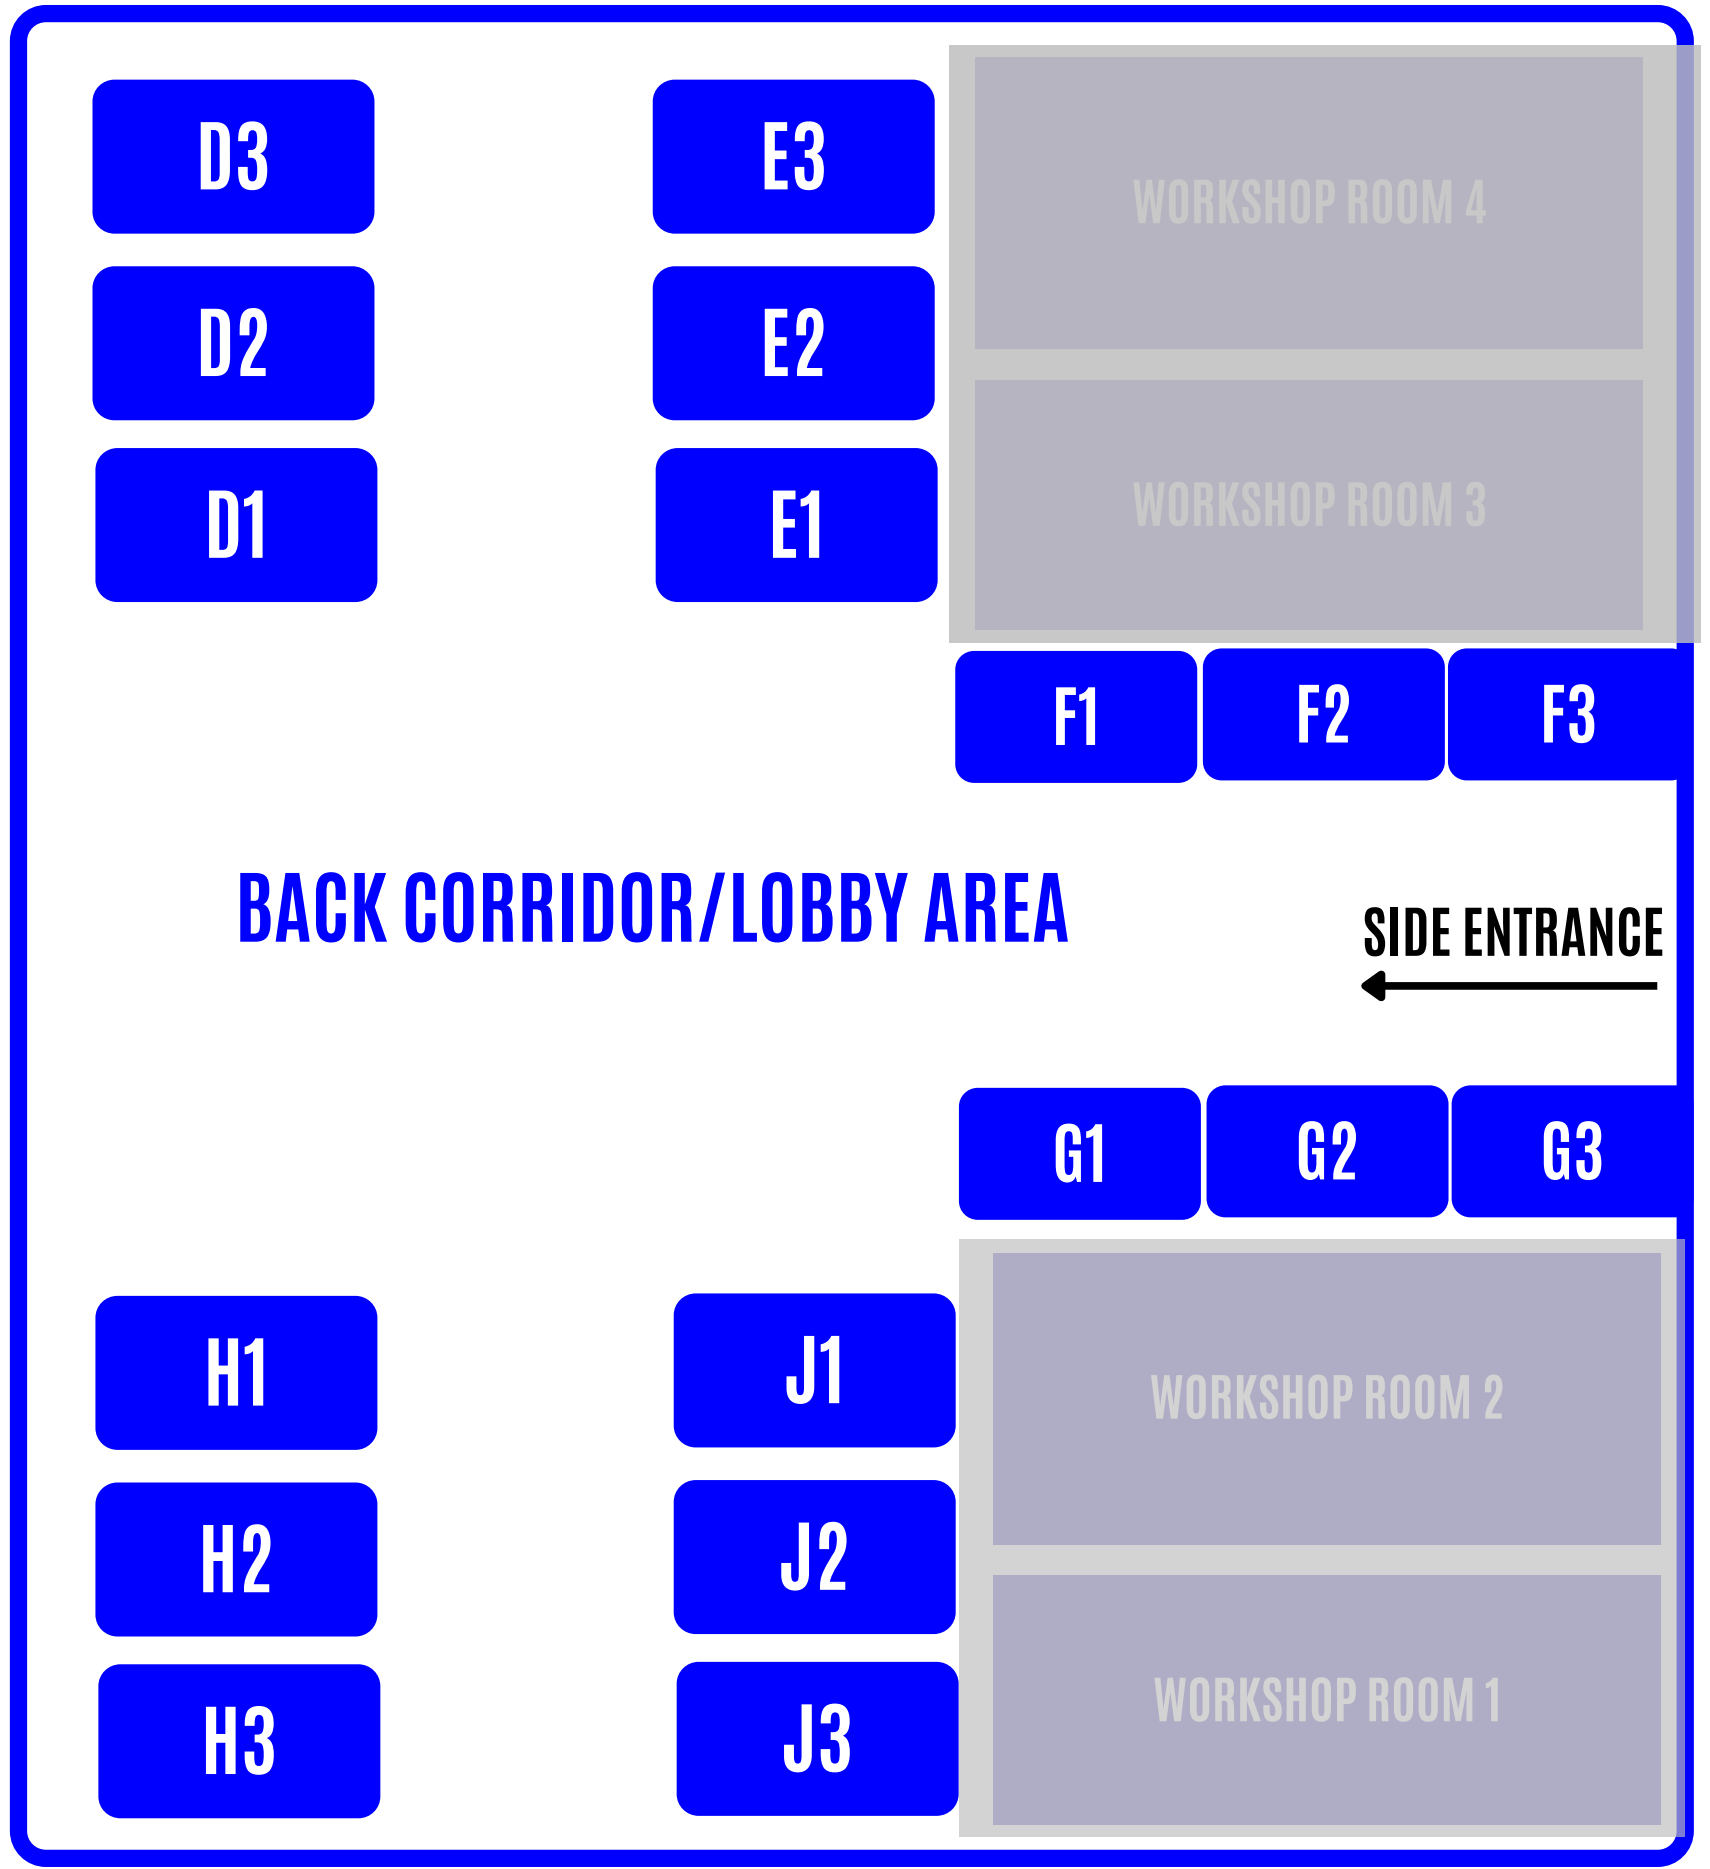 D3
E3
WORKSHOP ROOM 4
D2
E2
D1
E1
WORKSHOP ROOM 3
F1
F2
F3
BACK CORRIDOR/LOBBY AREA
SIDE ENTRANCE
G1
G2
G3
H1
J1
WORKSHOP ROOM 2
H2
J2
H3
J3
WORKSHOP ROOM 1